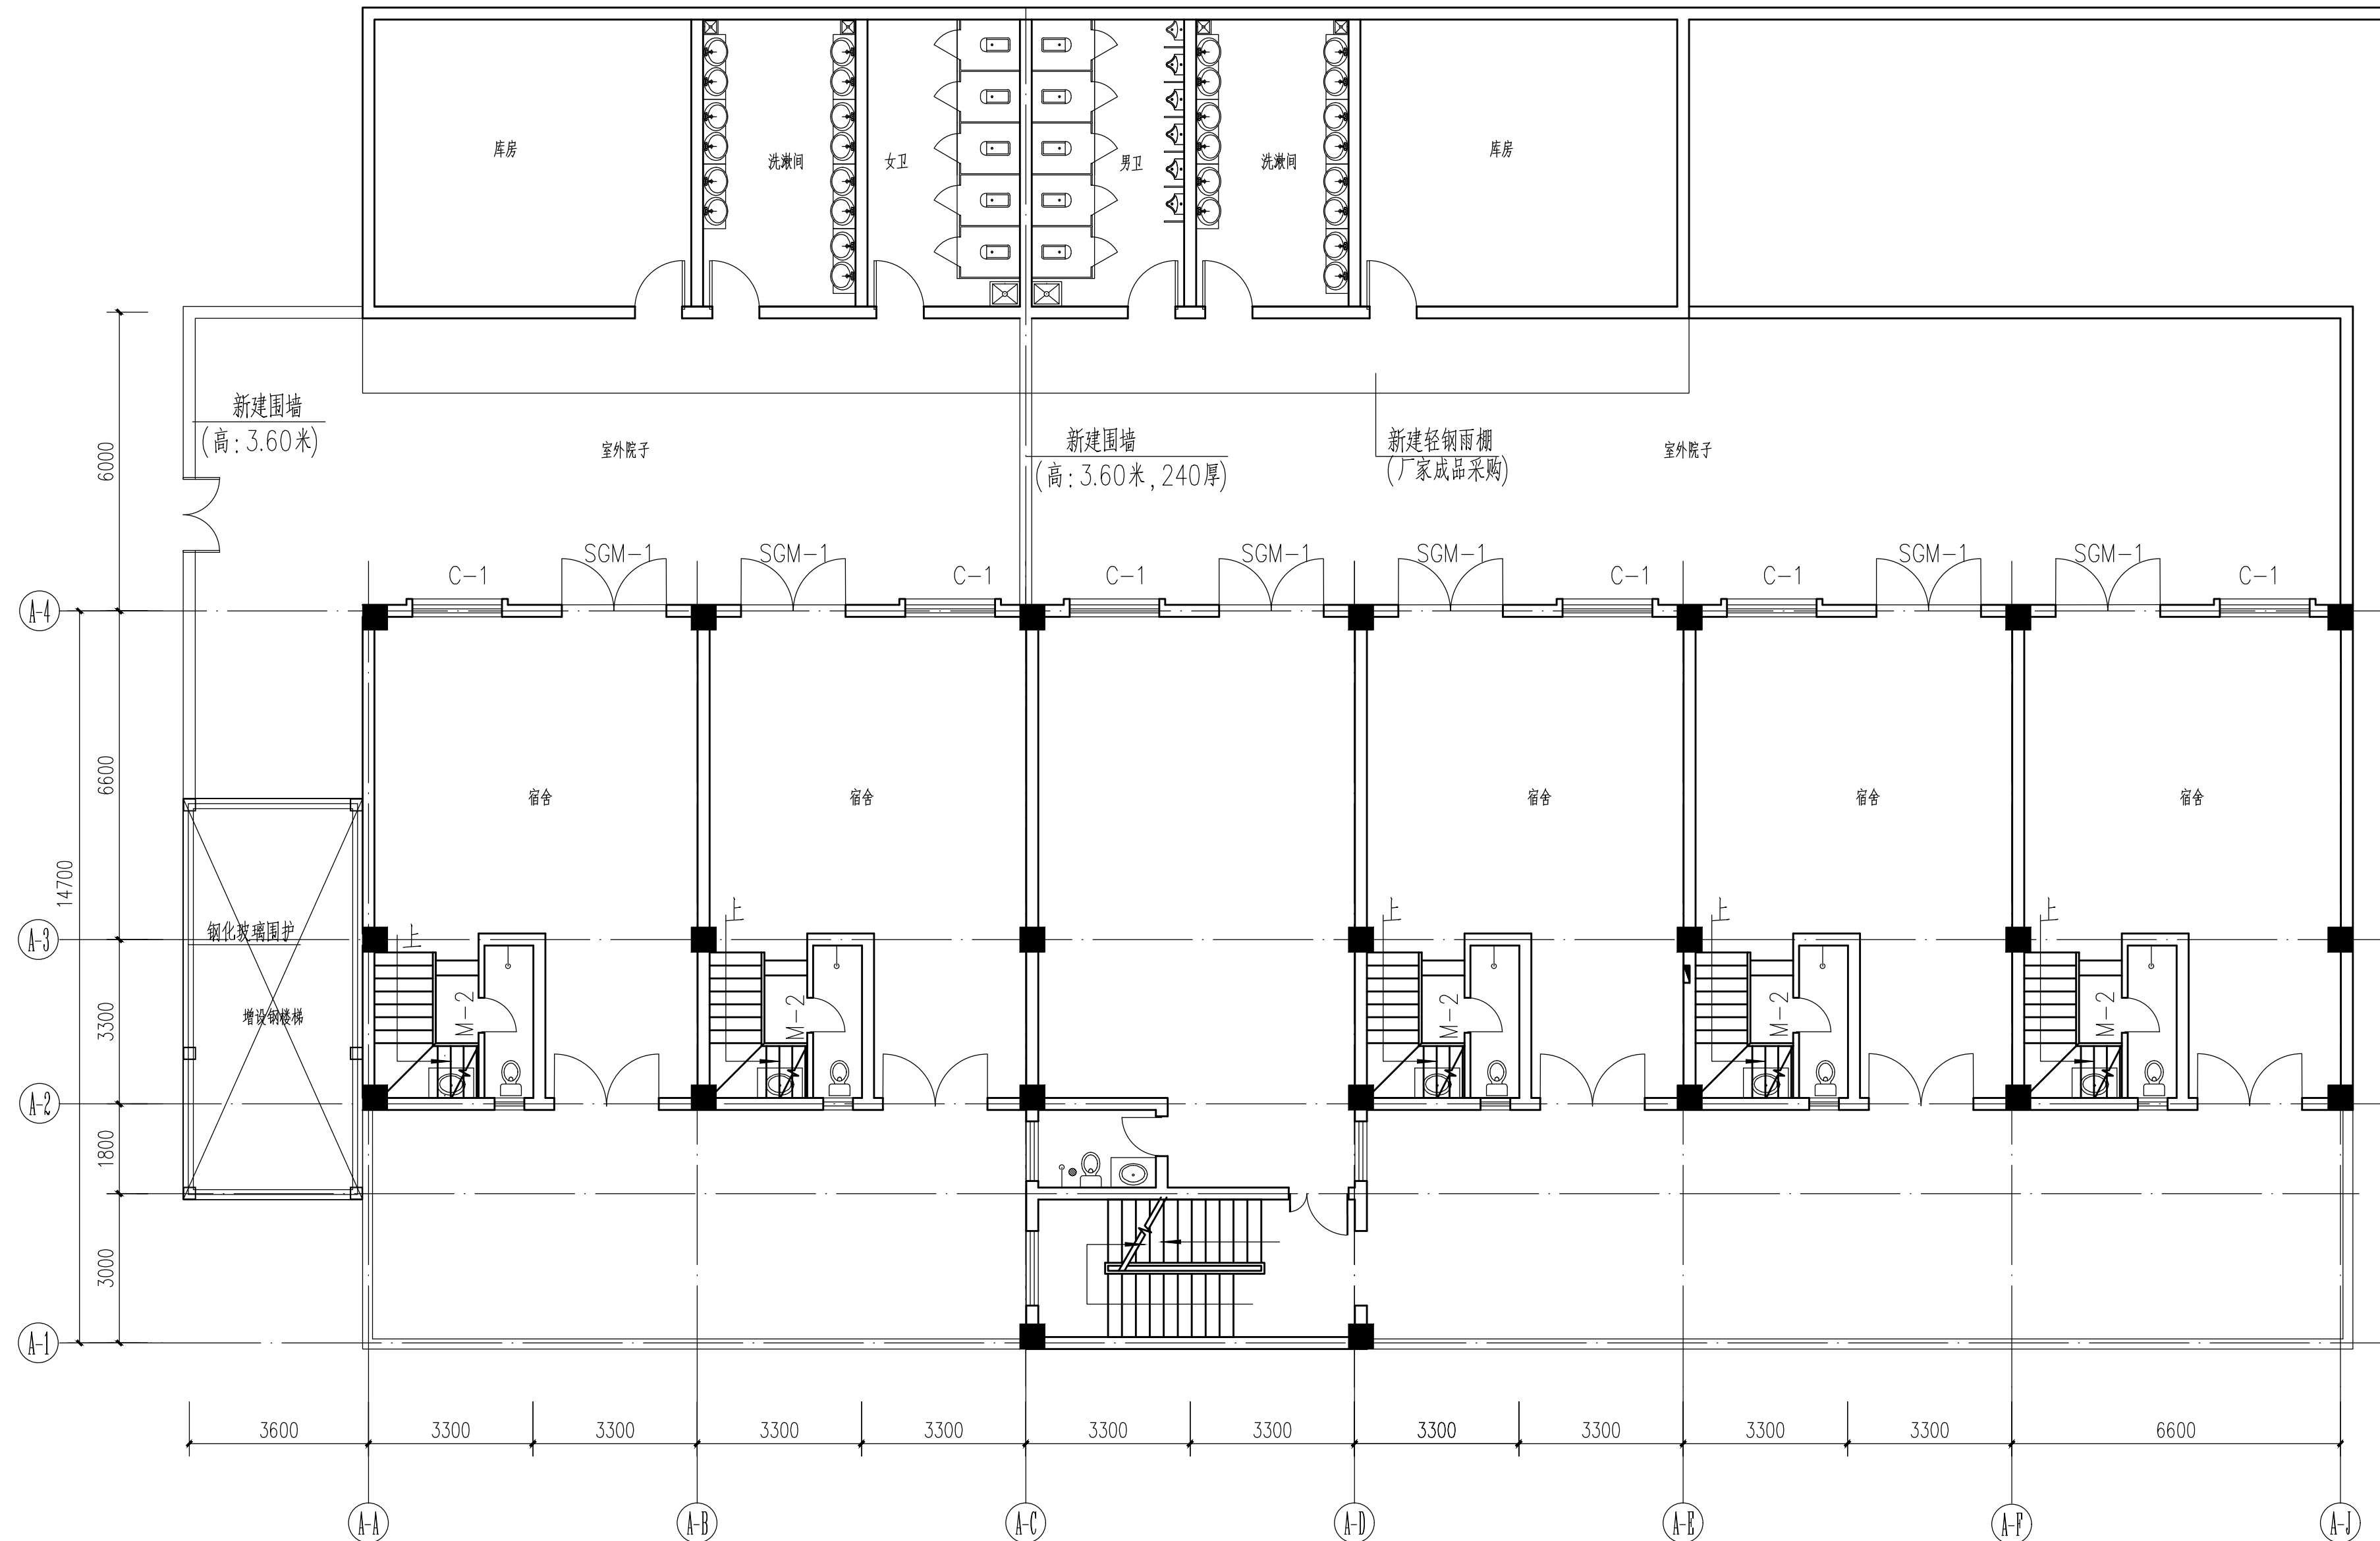 库房
洗漱间
女卫
男卫
洗漱间
库房
新建围墙
(高:3.60米)
室外院子
新建围墙
(高:3.60米,240厚)
新建轻钢雨棚
(厂家成品采购)
室外院子
6000
C-1
SGM-1
SGM-1
C-1
C-1
SGM-1
SGM-1
C-1
C-1
SGM-1
SGM-1
C-1
A-4
6600
宿舍
宿舍
宿舍
宿舍
宿舍
14700
钢化玻璃围护
上
上
上
上
上
A-3
3300
增设钢楼梯
M-2
M-2
M-2
M-2
M-2
A-2
1800
3000
A-1
3600
3300
3300
3300
3300
3300
3300
3300
3300
3300
3300
6600
A-A
A-B
A-C
A-D
A-E
A-F
A-J